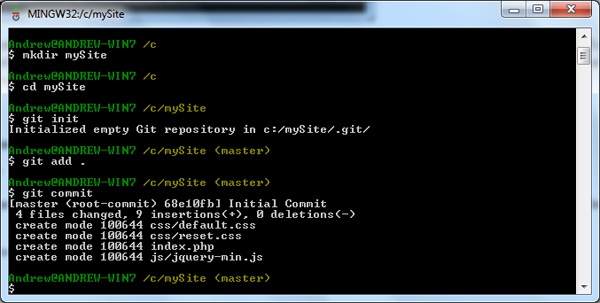 MINGW32:/c/mySite
Andrew@ANDREW-WIN7 /c
$ mkdir mySite
Andrew@ANDREW-WIN7 /c
$ cd mySite
Andrew@ANDREW-WIN7 /c/mySite
$ git init
Initialized empty Git repository in c:/mySite/.git/
Andrew@ANDREW-WIN7 /c/mySite (master)
$ git add .
Andrew@ANDREW-WIN7 /c/mySite (master)
$ git commit
[master (root-commit) 68e10fb] Initial Commit
 4 files changed, 9 insertions(+), 0 deletions(-)
 create mode 100644 css/default.css
 create mode 100644 css/reset.css
 create mode 100644 index.php
 create mode 100644 js/jquery-min.js
Andrew@ANDREW-WIN7 /c/mySite (master)
$